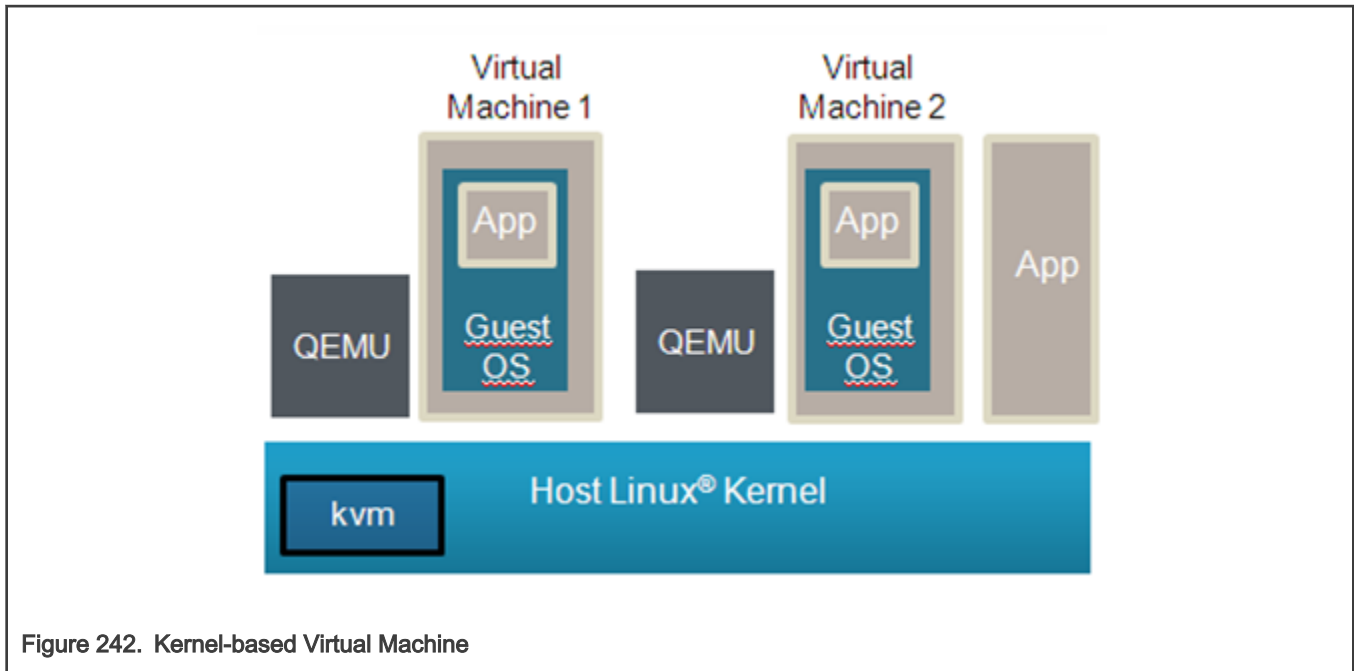 Virtual
Machine 1
Virtual
Machine 2
App
App
App
QEMU
Guest
OS
QEMU
Guest
OS
kvm
Host Linux® Kernel
Figure 242. Kernel-based Virtual Machine